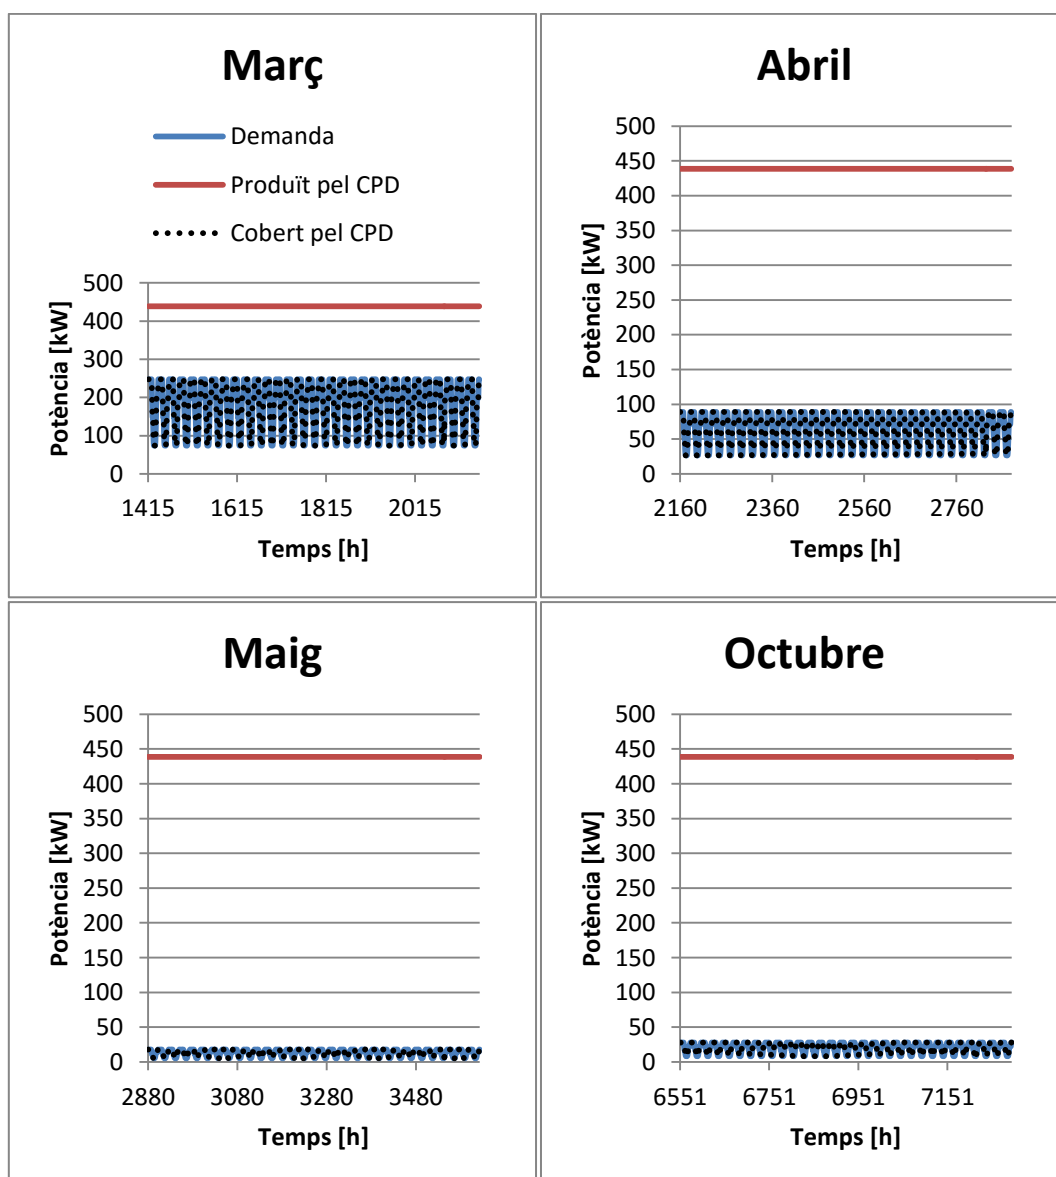 Març
Demanda
Produït pel CPD
Cobert pel CPD
500
400
300
200
100
0
Potència [kW]
1415 1615 1815 2015
Temps [h]
Abril
500
450
400
350
300
250
200
150
100
50
0
Potència [kW]
2160 2360 2560 2760
Temps [h]
Maig
500
450
400
350
300
250
200
150
100
50
0
Potència [kW]
2880 3080 3280 3480
Temps [h]
Octubre
500
450
400
350
300
250
200
150
100
50
0
Potència [kW]
6551 6751 6951 7151
Temps [h]